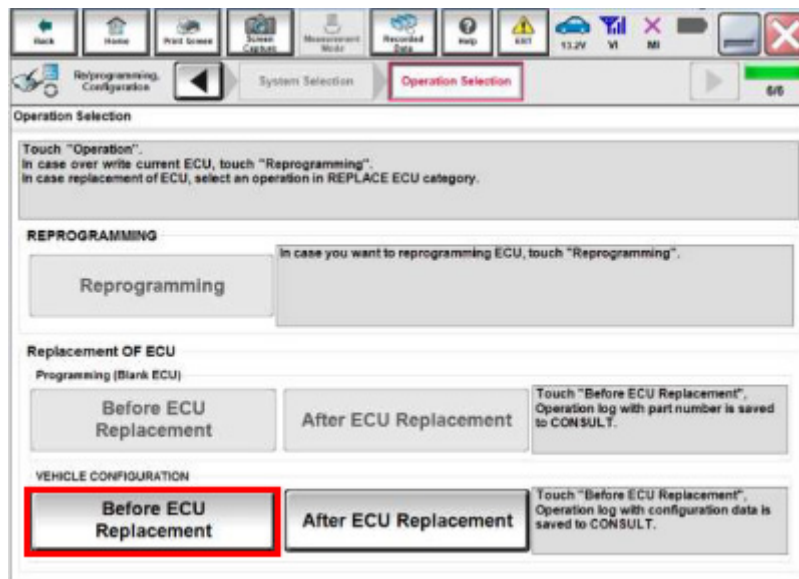 Back
Home
Print Screen
Screen Capture
Measurement Mode
Recorded Data
Help
ERT
13.2V
VI
MI
Re/programming, Configuration
System Selection
Operation Selection
6/6
Operation Selection
Touch "Operation".
In case over write current ECU, touch "Reprogramming".
In case replacement of ECU, select an operation in REPLACE ECU category.
REPROGRAMMING
Reprogramming
In case you want to reprogramming ECU, touch "Reprogramming".
Replacement OF ECU
Programming (Blank ECU)
Before ECU
Replacement
After ECU Replacement
Touch "Before ECU Replacement",
Operation log with part number is saved
to CONSULT.
VEHICLE CONFIGURATION
Before ECU
Replacement
After ECU Replacement
Touch "Before ECU Replacement",
Operation log with configuration data is
saved to CONSULT.